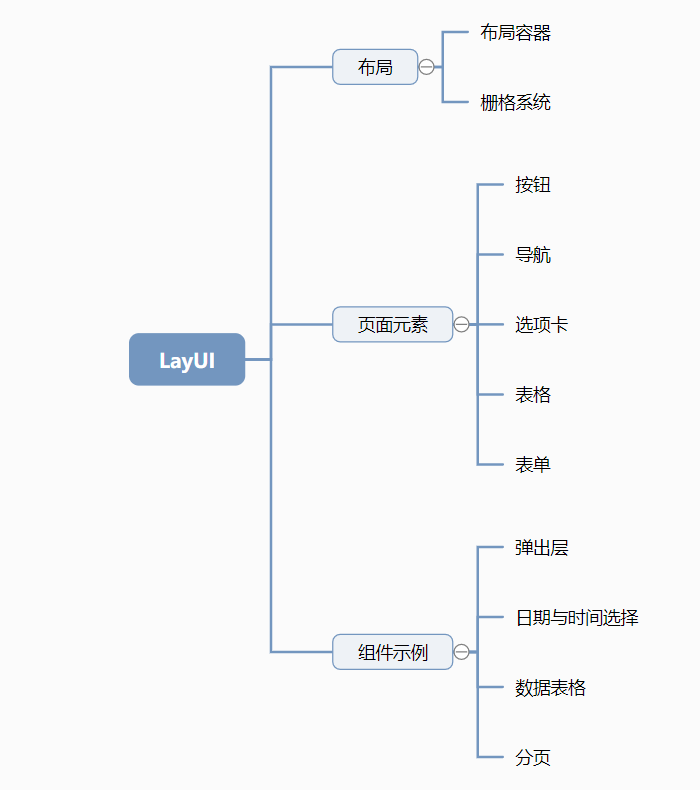 LayUI
布局
布局容器
栅格系统
页面元素
按钮
导航
选项卡
表格
表单
组件示例
弹出层
日期与时间选择
数据表格
分页